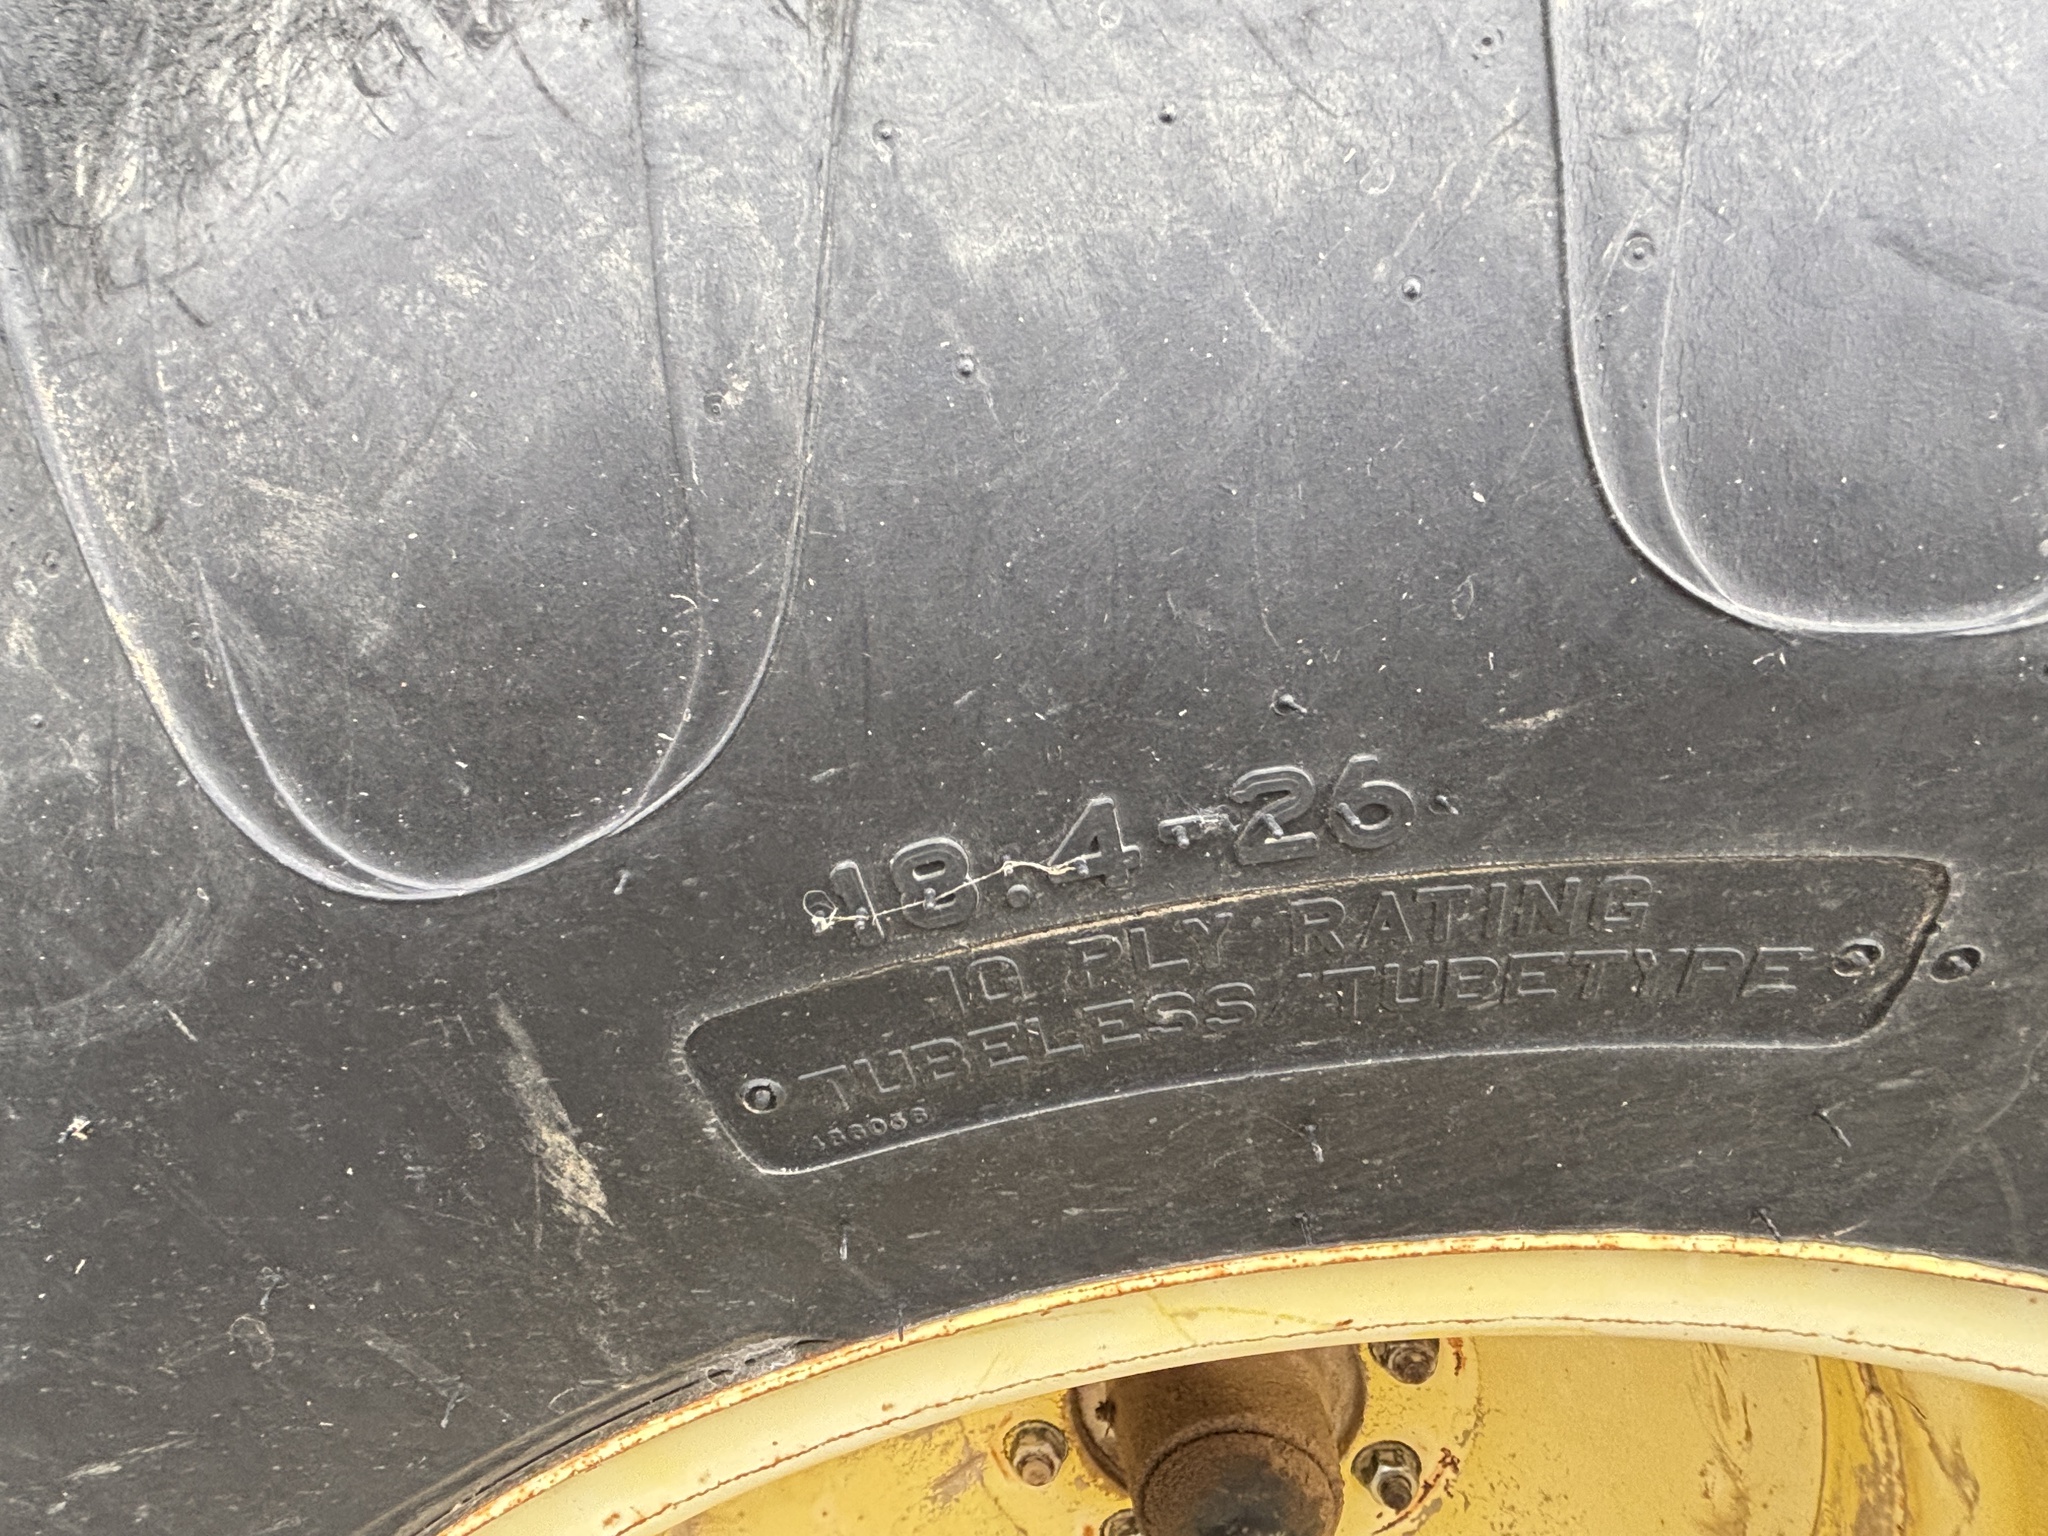 18.4-26
10 PLY RATING
TUBELESS/TUBETYPE